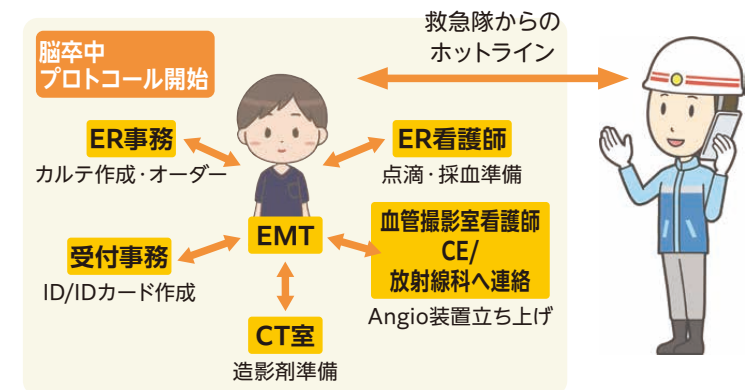 救急隊からの
ホットライン
脳卒中
プロトコール開始
ER事務
カルテ作成・オーダー
ER看護師
点滴・採血準備
EMT
血管撮影室看護師
CE/
放射線科へ連絡
Angio装置立ち上げ
受付事務
ID/IDカード作成
CT室
造影剤準備